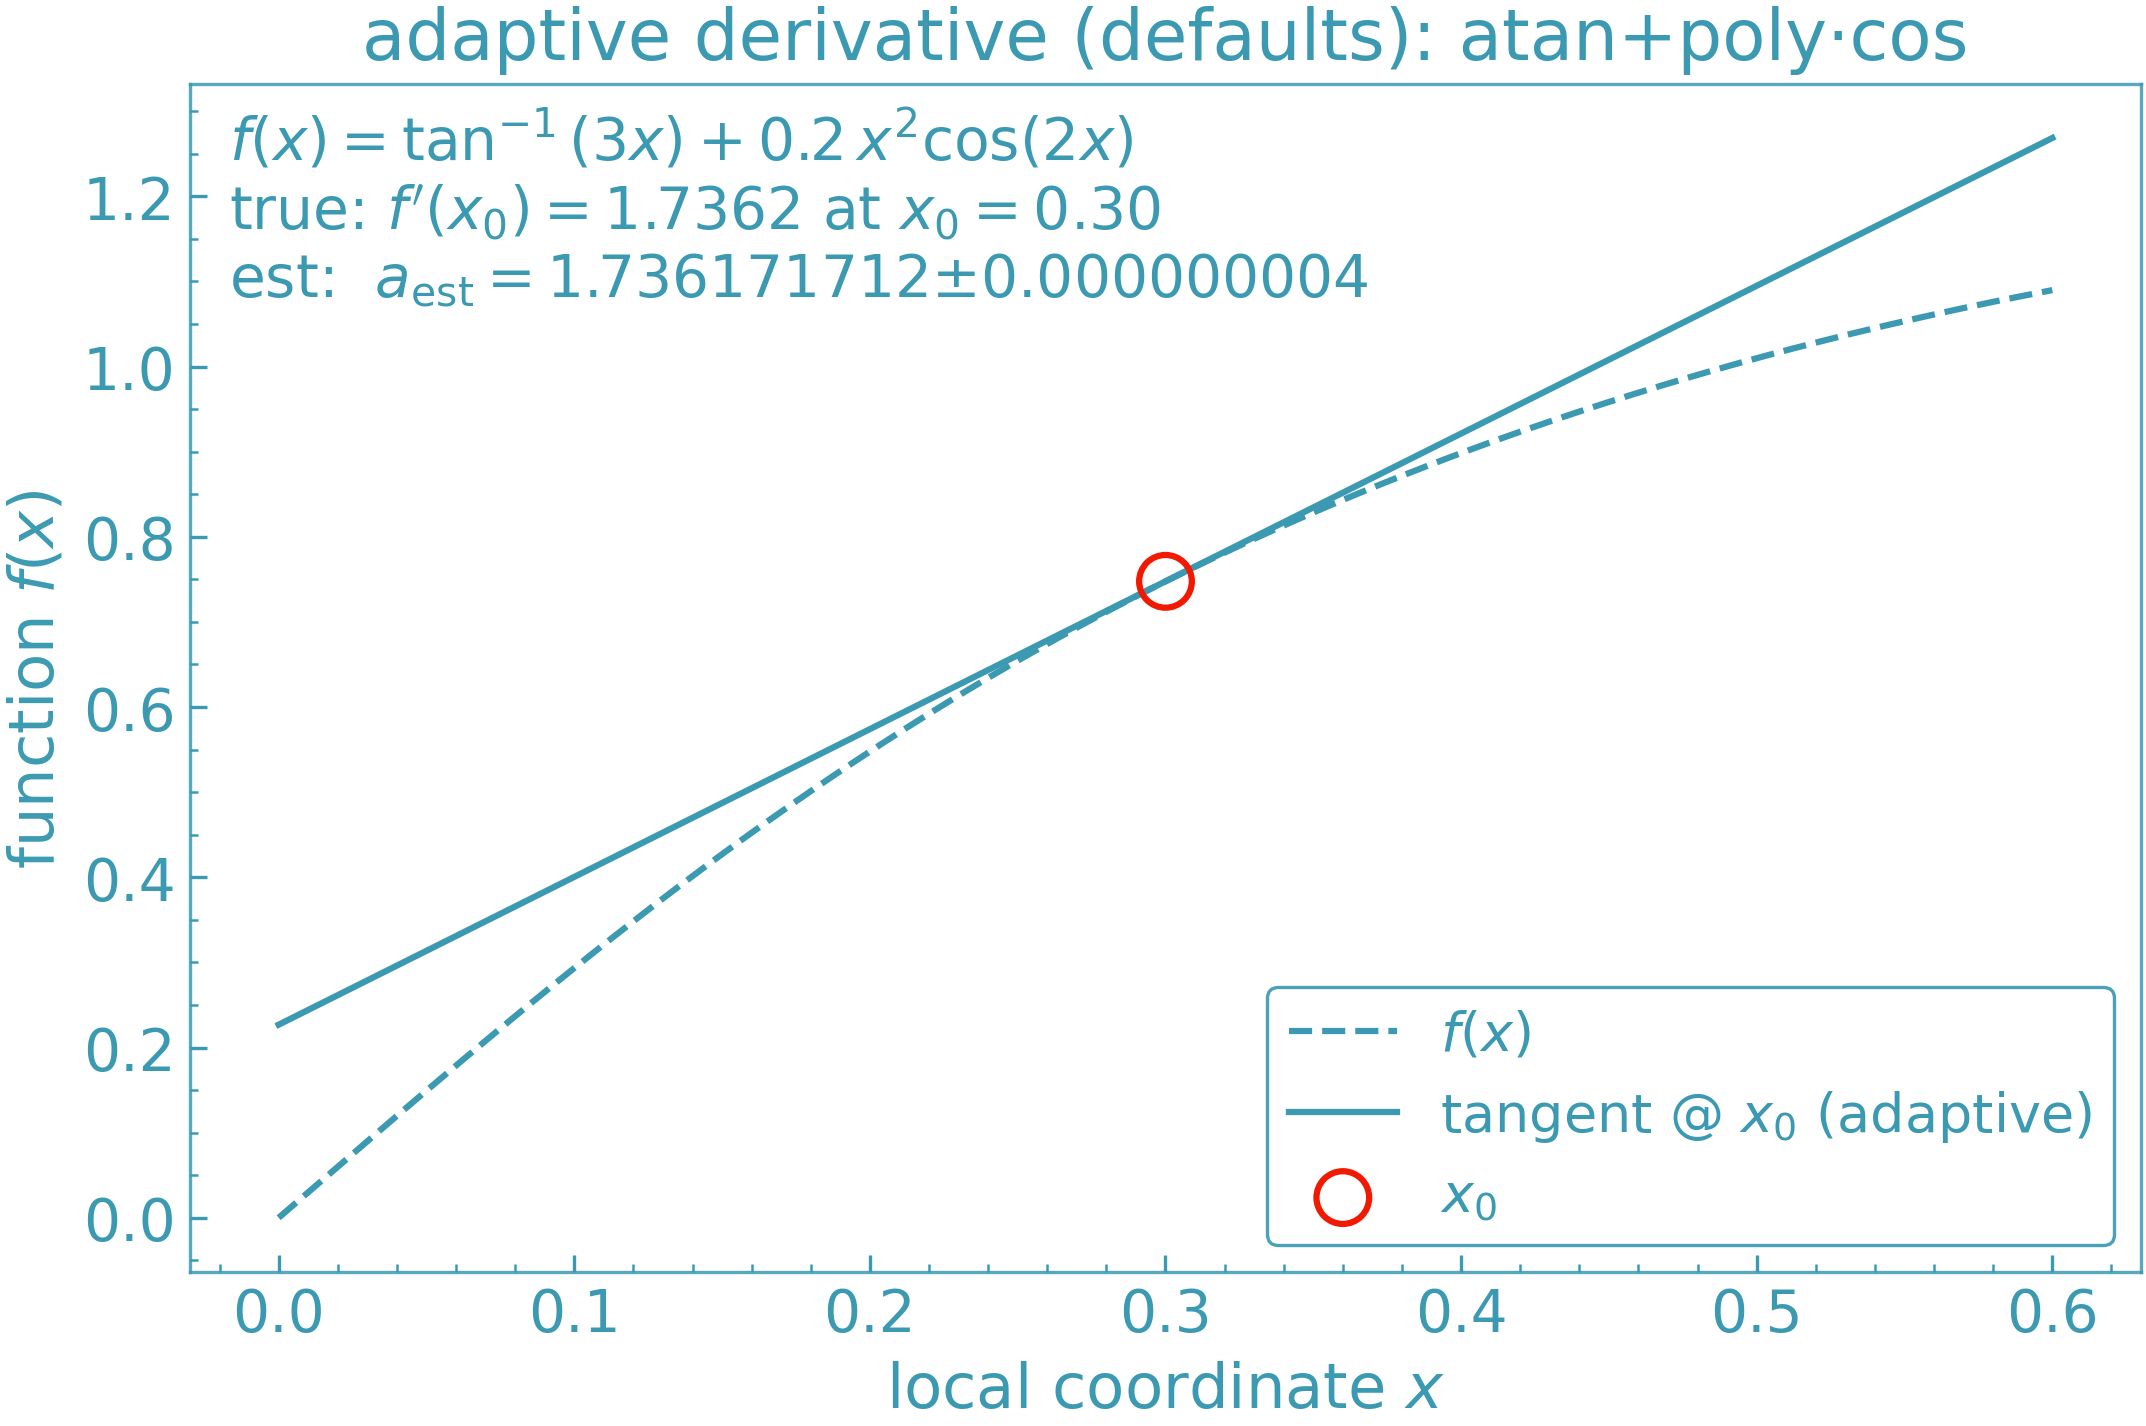 adaptive derivative (defaults): atan+poly·cos
f(x) = tan⁻¹ (3x) + 0.2 x²cos(2x)
true: f′(x₀) = 1.7362 at x₀ = 0.30
est: a_est = 1.736171712±0.000000004
function f(x)
1.2
1.0
0.8
0.6
0.4
0.2
0.0
f(x)
tangent @ x₀ (adaptive)
x₀
0.0 0.1 0.2 0.3 0.4 0.5 0.6
local coordinate x